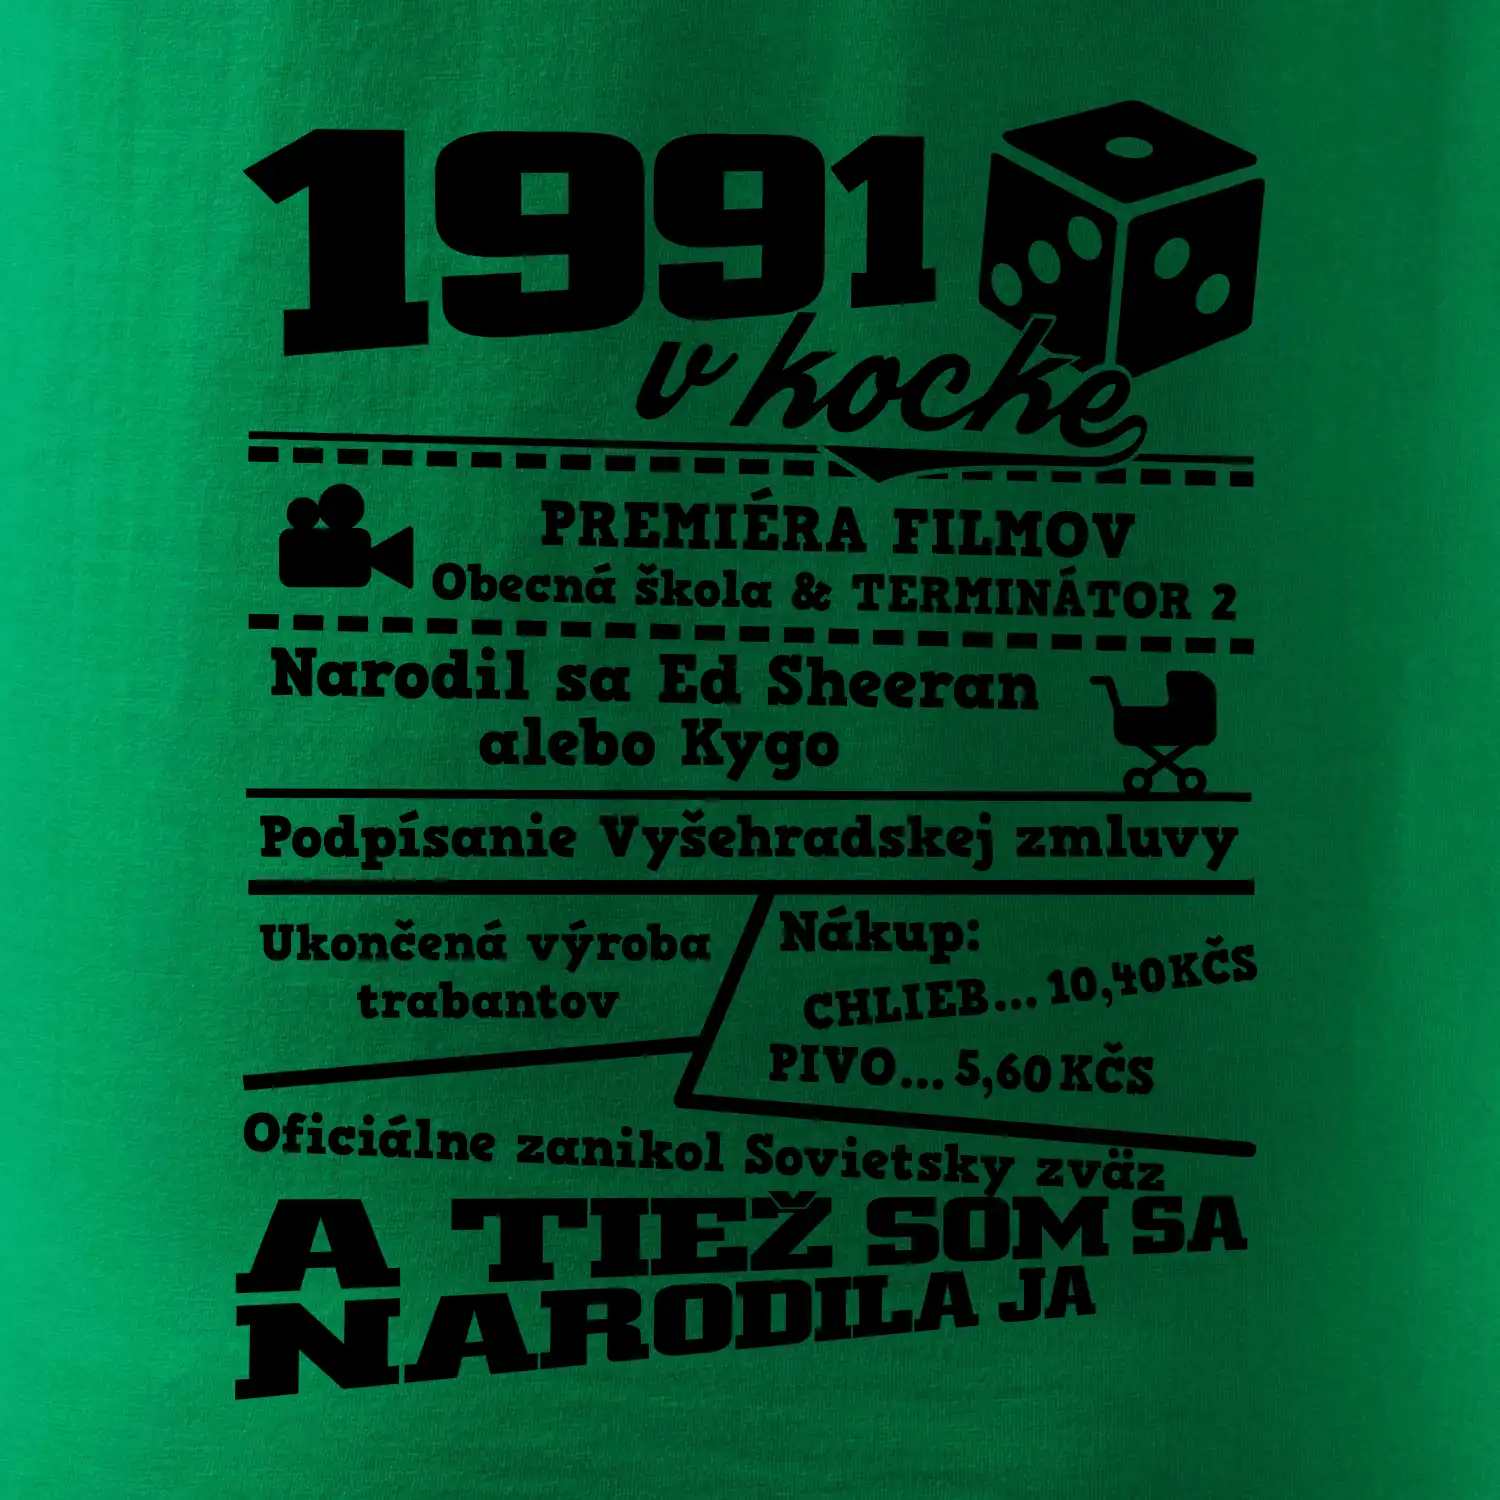 1991
v kocke
PREMIÉRA FILMOV
Obecná škola & TERMINÁTOR 2
Narodil sa Ed Sheeran
alebo Kygo
Podpísanie Vyšehradskej zmluvy
Ukončená výroba
trabantov
Nákup:
CHLIEB... 10,40KČS
PIVO... 5,60KČS
Oficiálne zanikol Sovietsky zväz
A TIEŽ SOM SA
NARODILA JA